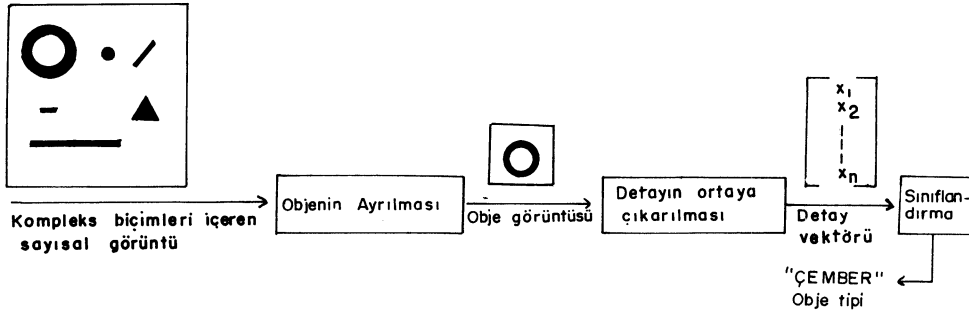 Kompleks biçimleri içeren
sayısal görüntü
Objenin Ayrılması
Obje görüntüsü
Detayın ortaya
çıkarılması
x1
x2
xn
Detay
vektörü
Sınıflan-
dırma
"ÇEMBER"
Obje tipi